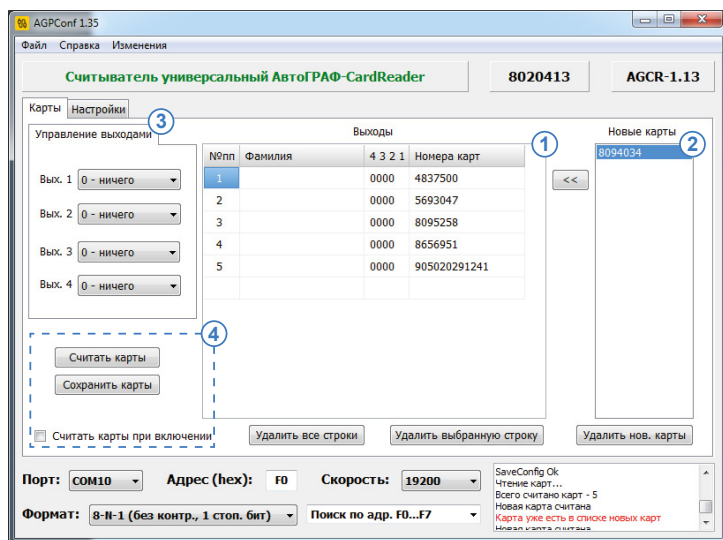 AGPConf 1.35
Файл Справка Изменения
Считыватель универсальный АвтоГРАФ-CardReader 8020413 AGCR-1.13
Карты Настройки
3
Управление выходами
Выходы
Новые карты
1
2
№пп Фамилия 4 3 2 1 Номера карт
8094034
1 0000 4837500
<<
2 0000 5693047
3 0000 8095258
4 0000 8656951
5 0000 905020291241
Вых. 1 0 - ничего
Вых. 2 0 - ничего
Вых. 3 0 - ничего
Вых. 4 0 - ничего
4
Считать карты
Сохранить карты
Считать карты при включении
Удалить все строки Удалить выбранную строку Удалить нов. карты
Порт: COM10 Адрес (hex): F0 Скорость: 19200
Формат: 8-N-1 (без контр., 1 стоп. бит) Поиск по адр. F0...F7
SaveConfig Ok
Чтение карт...
Всего считано карт - 5
Новая карта считана
Карта уже есть в списке новых карт
Новая карта считана